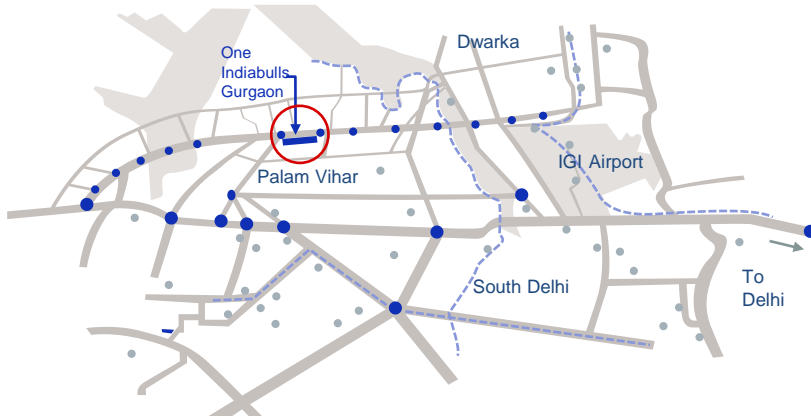 Dwarka
One
Indiabulls
Gurgaon
IGI Airport
Palam Vihar
South Delhi
To
Delhi